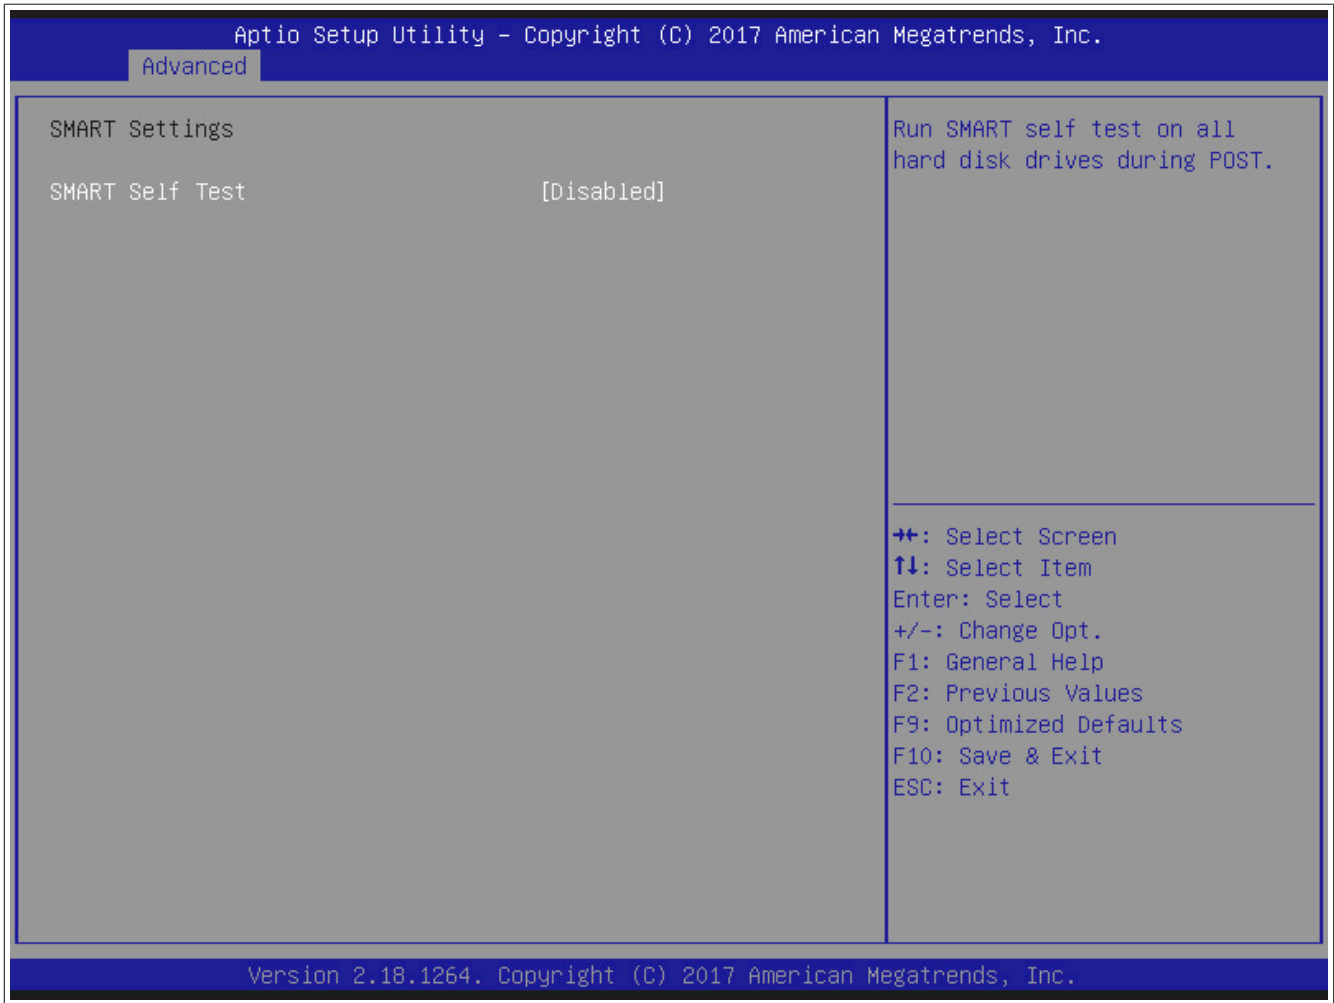 Aptio Setup Utility – Copyright (C) 2017 American Megatrends, Inc.
Advanced
SMART Settings
SMART Self Test [Disabled]
Run SMART self test on all
hard disk drives during POST.
→←: Select Screen
↑↓: Select Item
Enter: Select
+/-: Change Opt.
F1: General Help
F2: Previous Values
F9: Optimized Defaults
F10: Save & Exit
ESC: Exit
Version 2.18.1264. Copyright (C) 2017 American Megatrends, Inc.